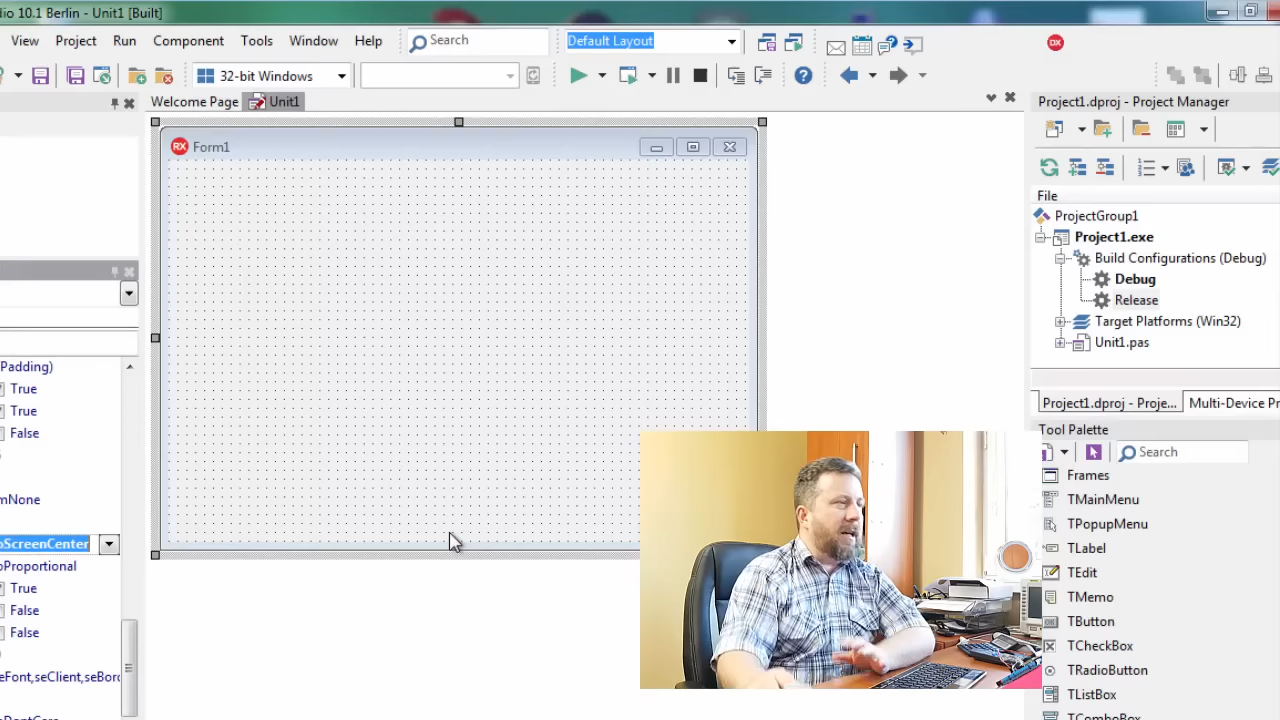 dio 10.1 Berlin - Unit1 [Built]
View Project Run Component Tools Window Help
Search
Default Layout
32-bit Windows
Welcome Page Unit1
RX Form1
Padding)
True
True
False
mNone
oScreenCenter
oProportional
True
False
False
eFont,seClient,seBord
Project1.dproj - Project Manager
File
ProjectGroup1
Project1.exe
Build Configurations (Debug)
Debug
Release
Target Platforms (Win32)
Unit1.pas
Project1.dproj - Proje... Multi-Device Pr
Tool Palette
Search
Frames
TMainMenu
TPopupMenu
TLabel
TEdit
TMemo
TButton
TCheckBox
TRadioButton
TListBox
TComboBox